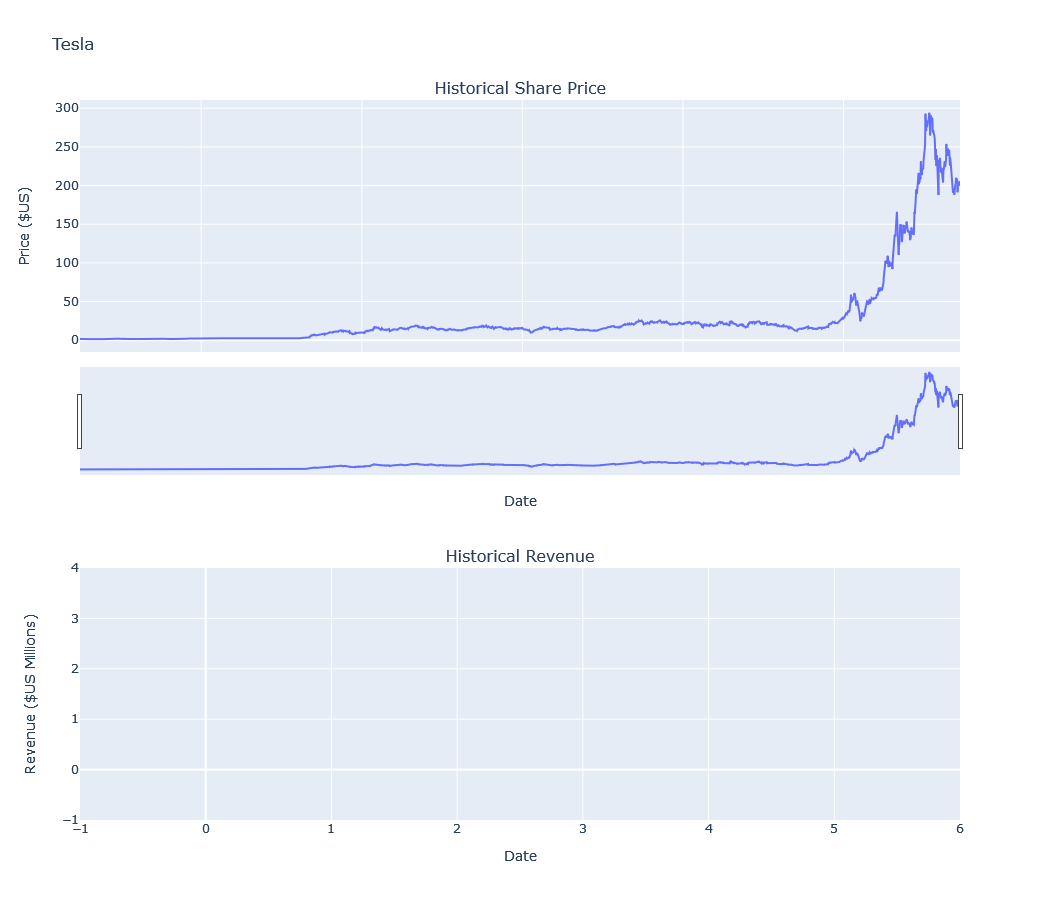 Tesla
Historical Share Price
300
250
200
150
100
50
0
Price ($US)
Date
Historical Revenue
4
3
2
1
0
−1
Revenue ($US Millions)
−1 0 1 2 3 4 5 6
Date